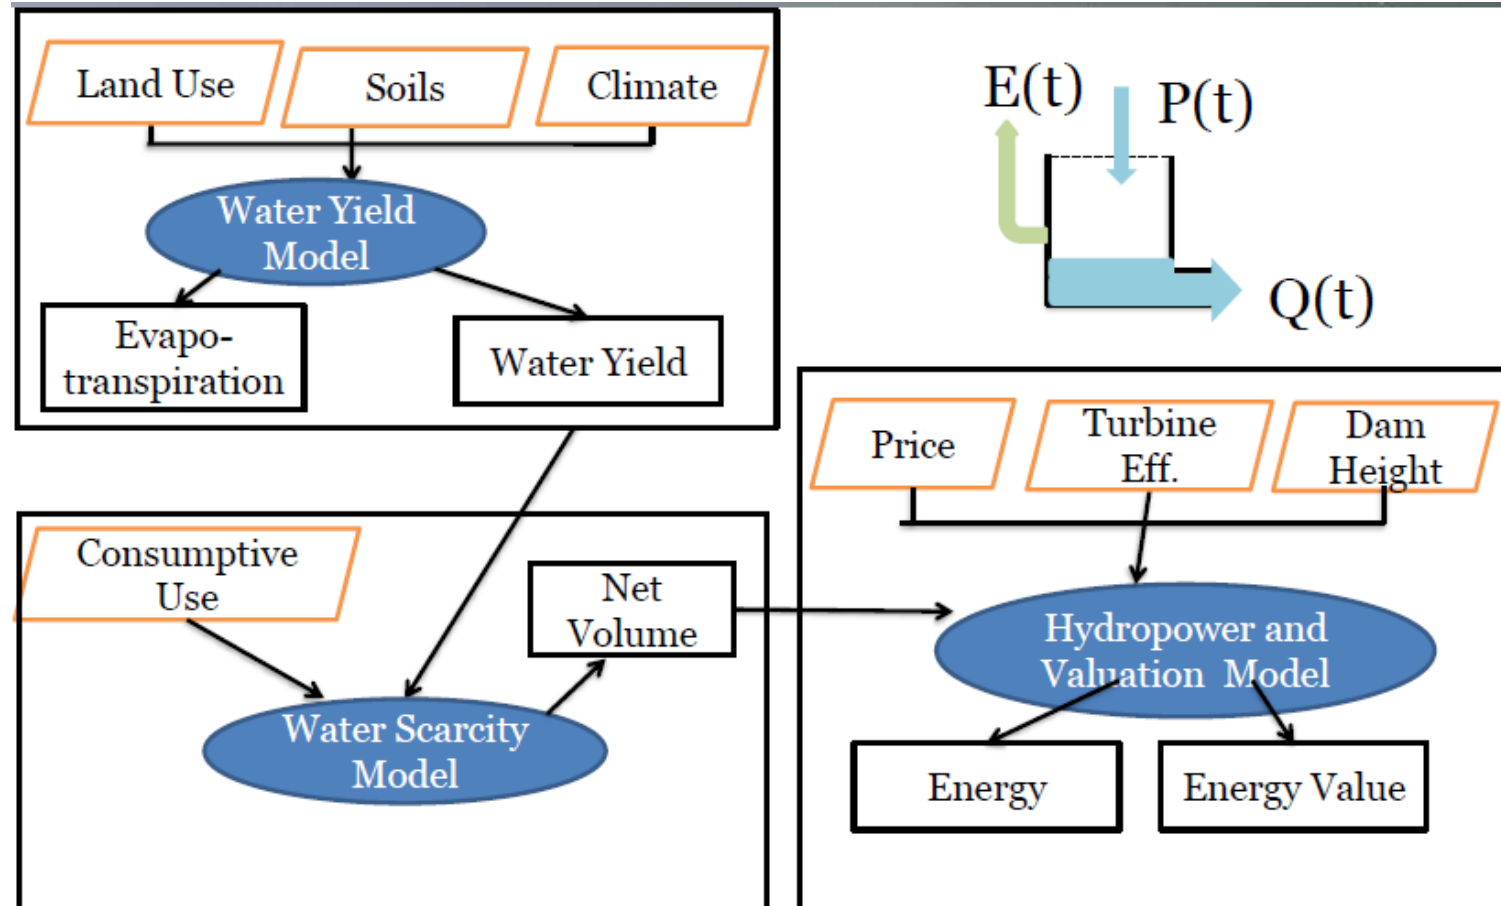 Land Use
Soils
Climate
Water Yield
Model
Evapo-
transpiration
Water Yield
E(t)
P(t)
Q(t)
Consumptive
Use
Net
Volume
Water Scarcity
Model
Price
Turbine
Eff.
Dam
Height
Hydropower and
Valuation Model
Energy
Energy Value